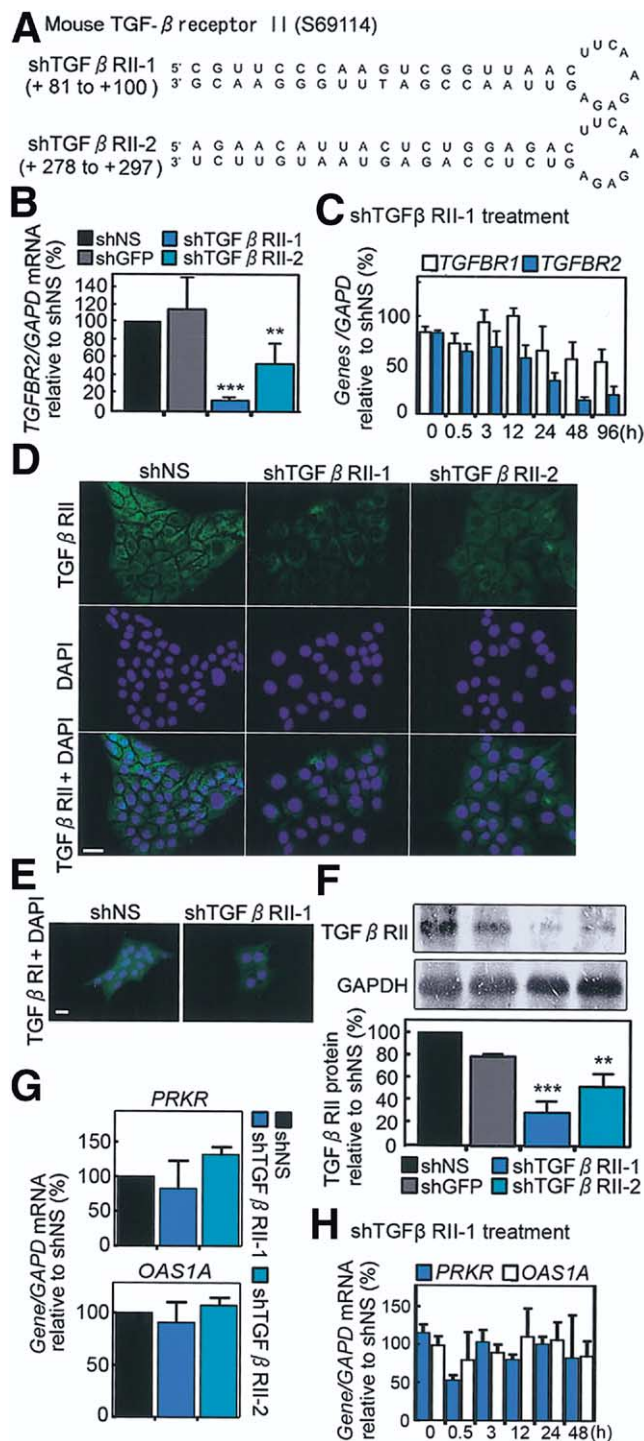 A Mouse TGF-β receptor II (S69114)
shTGFβRII-1
(+81 to +100)
5' C G U U C C C A A G U C G G U U A A C
3' G C A A G G G U U T A G C C A A U U G
U U C A A G A G A
shTGFβRII-2
(+278 to +297)
5' A G A A C A U U A C U C U G G A G A C
3' U C U U G U A A U G A G A C C U C U G
U U C A A G A G A
B
shNS
shTGFβRII-1
shGFP
shTGFβRII-2
TGFBR2/GAPD mRNA
relative to shNS (%)
140
120
100
80
60
40
20
***
**
C shTGFβ RII-1 treatment
TGFBR1
TGFBR2
Genes/GAPD
relative to shNS (%)
100
50
0
0 0.5 3 12 24 48 96(h)
D
shNS
shTGFβRII-1
shTGFβRII-2
TGFβRII
DAPI
TGFβRII + DAPI
E
shNS
shTGFβRII-1
TGFβRI + DAPI
F
TGFβRII
GAPDH
TGFβRII protein
relative to shNS (%)
100
80
60
40
20
0
***
**
shNS
shTGFβRII-1
shGFP
shTGFβRII-2
G
PRKR
150
100
50
OAS1A
100
50
Gene/GAPD mRNA
relative to shNS (%)
shNS
shTGFβRII-1
shTGFβRII-2
H shTGFβ RII-1 treatment
PRKR
OAS1A
Gene/GAPD mRNA
relative to shNS (%)
150
100
50
0
0 0.5 3 12 24 48(h)